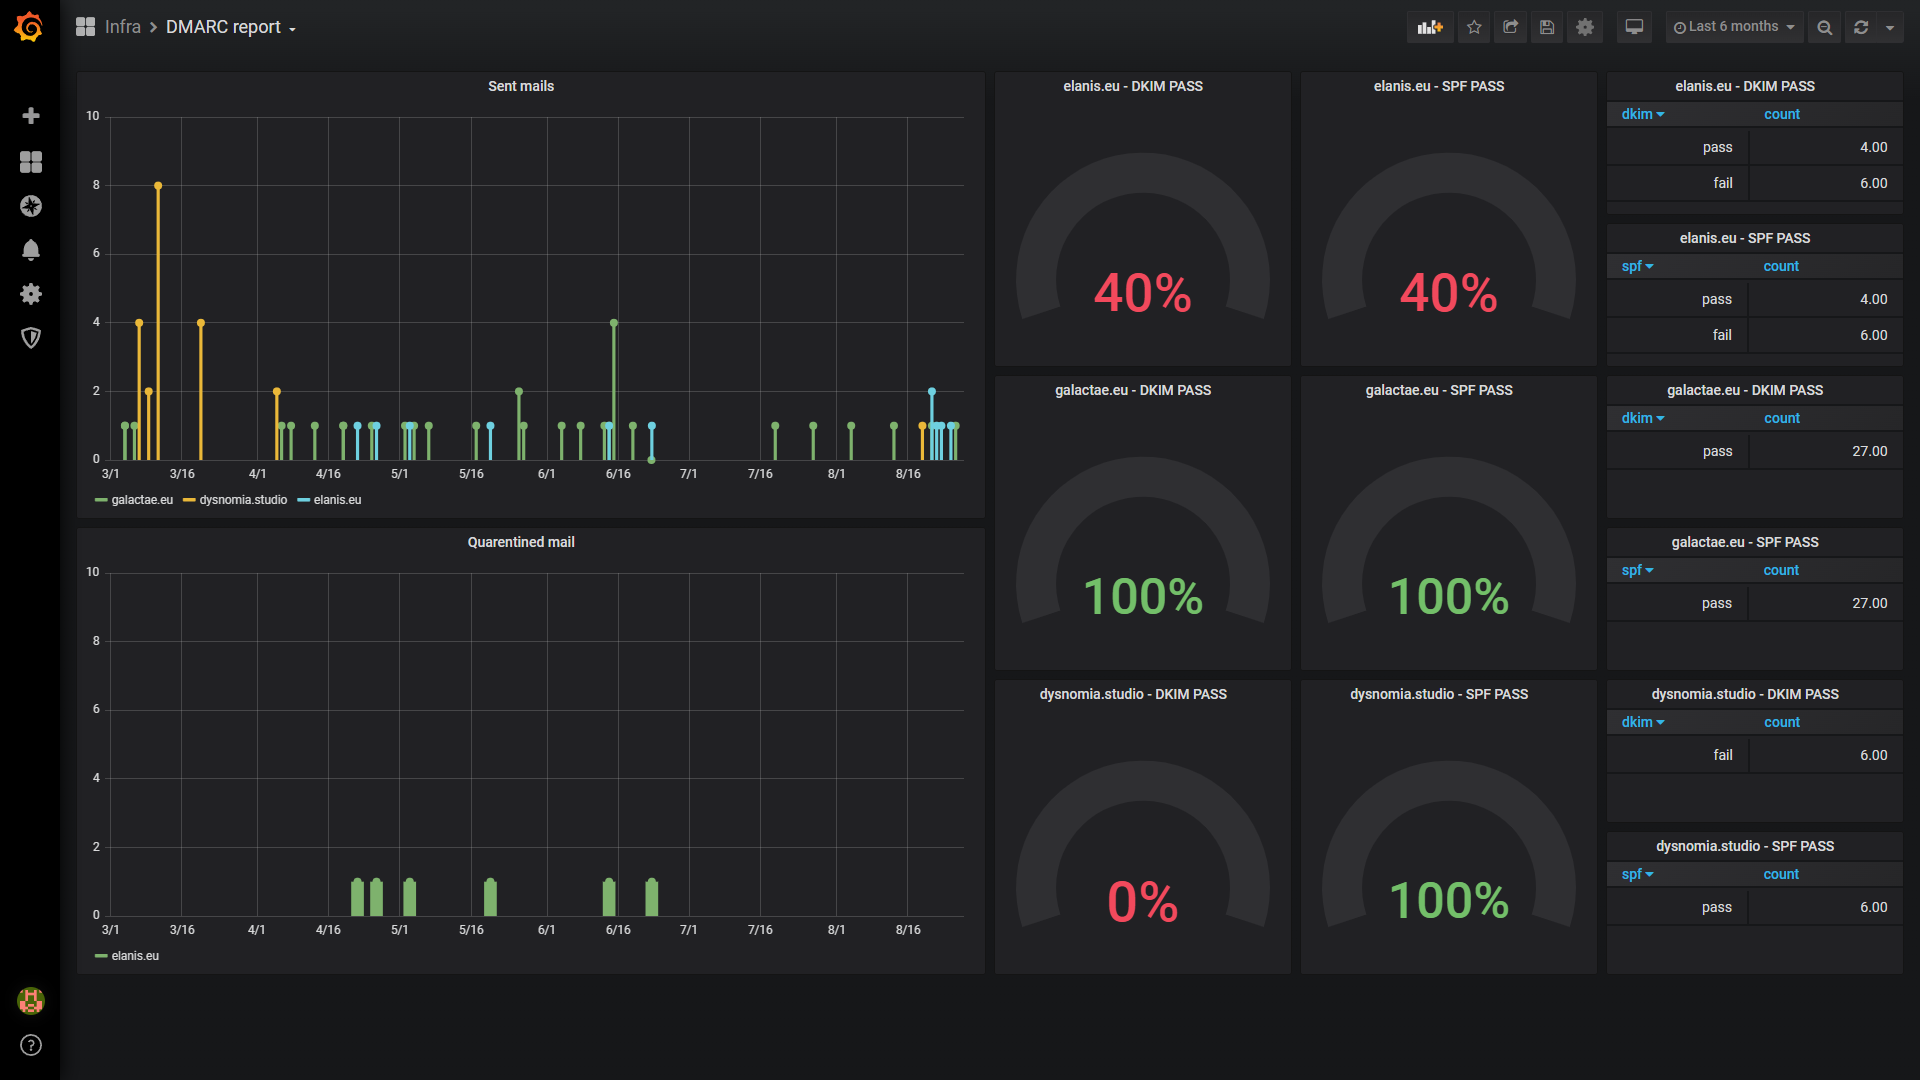 Infra > DMARC report
Last 6 months
Sent mails
10
8
6
4
2
0
3/1 3/16 4/1 4/16 5/1 5/16 6/1 6/16 7/1 7/16 8/1 8/16
galactae.eu dysnomia.studio elanis.eu
Quarentined mail
10
8
6
4
2
0
3/1 3/16 4/1 4/16 5/1 5/16 6/1 6/16 7/1 7/16 8/1 8/16
elanis.eu
elanis.eu - DKIM PASS
40%
elanis.eu - SPF PASS
40%
galactae.eu - DKIM PASS
100%
galactae.eu - SPF PASS
100%
dysnomia.studio - DKIM PASS
0%
dysnomia.studio - SPF PASS
100%
elanis.eu - DKIM PASS
dkim count
pass 4.00
fail 6.00
elanis.eu - SPF PASS
spf count
pass 4.00
fail 6.00
galactae.eu - DKIM PASS
dkim count
pass 27.00
galactae.eu - SPF PASS
spf count
pass 27.00
dysnomia.studio - DKIM PASS
dkim count
fail 6.00
dysnomia.studio - SPF PASS
spf count
pass 6.00